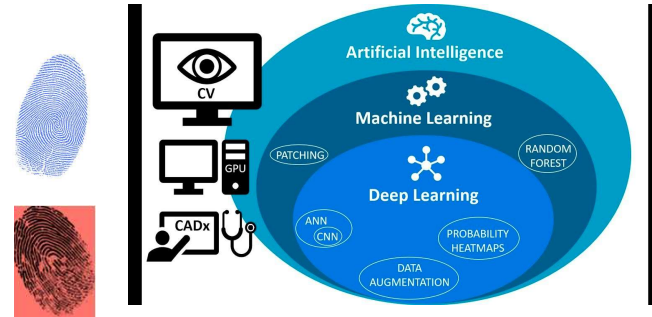 Artificial Intelligence
CV
Machine Learning
PATCHING
RANDOM
FOREST
GPU
Deep Learning
CADx
ANN
CNN
PROBABILITY
HEATMAPS
DATA
AUGMENTATION